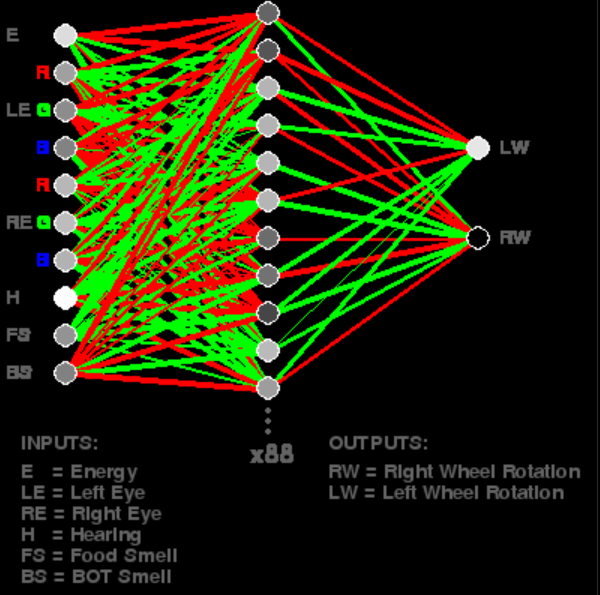 E
R
LE G
B
R
RE G
B
H
FS
BS
LW
RW
x88
INPUTS:
E = Energy
LE = Left Eye
RE = Right Eye
H = Hearing
FS = Food Smell
BS = BOT Smell
OUTPUTS:
RW = Right Wheel Rotation
LW = Left Wheel Rotation